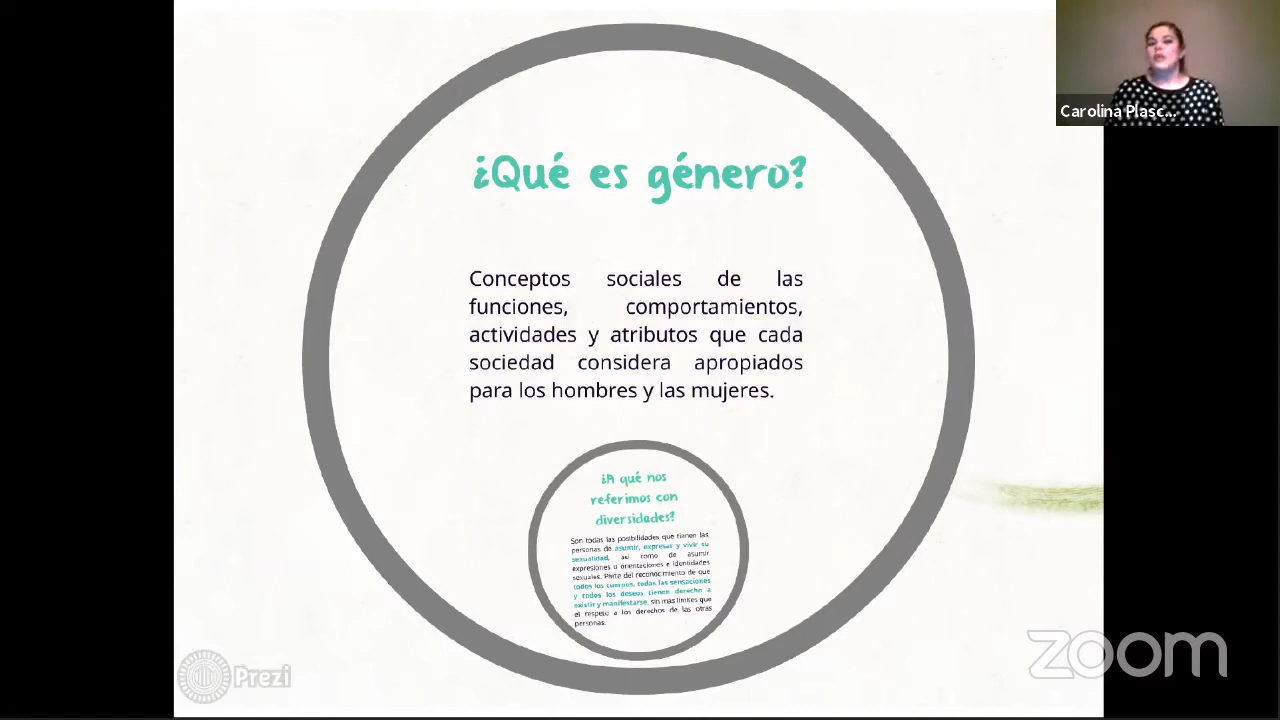 ¿Qué es género?
Conceptos sociales de las
funciones, comportamientos,
actividades y atributos que cada
sociedad considera apropiados
para los hombres y las mujeres.
¿A qué nos
referimos con
diversidades?
Son todas las posibilidades que tienen las
personas de asumir, expresar y vivir su
sexualidad, así como de asumir
expresiones u orientaciones e identidades
sexuales. Parte del reconocimiento de que
todos los cuerpos, todas las sensaciones
y todos los deseos tienen derecho a
existir y manifestarse, sin más límites que
el respeto a los derechos de las otras
personas.
Carolina Plasc...
Prezi
zoom